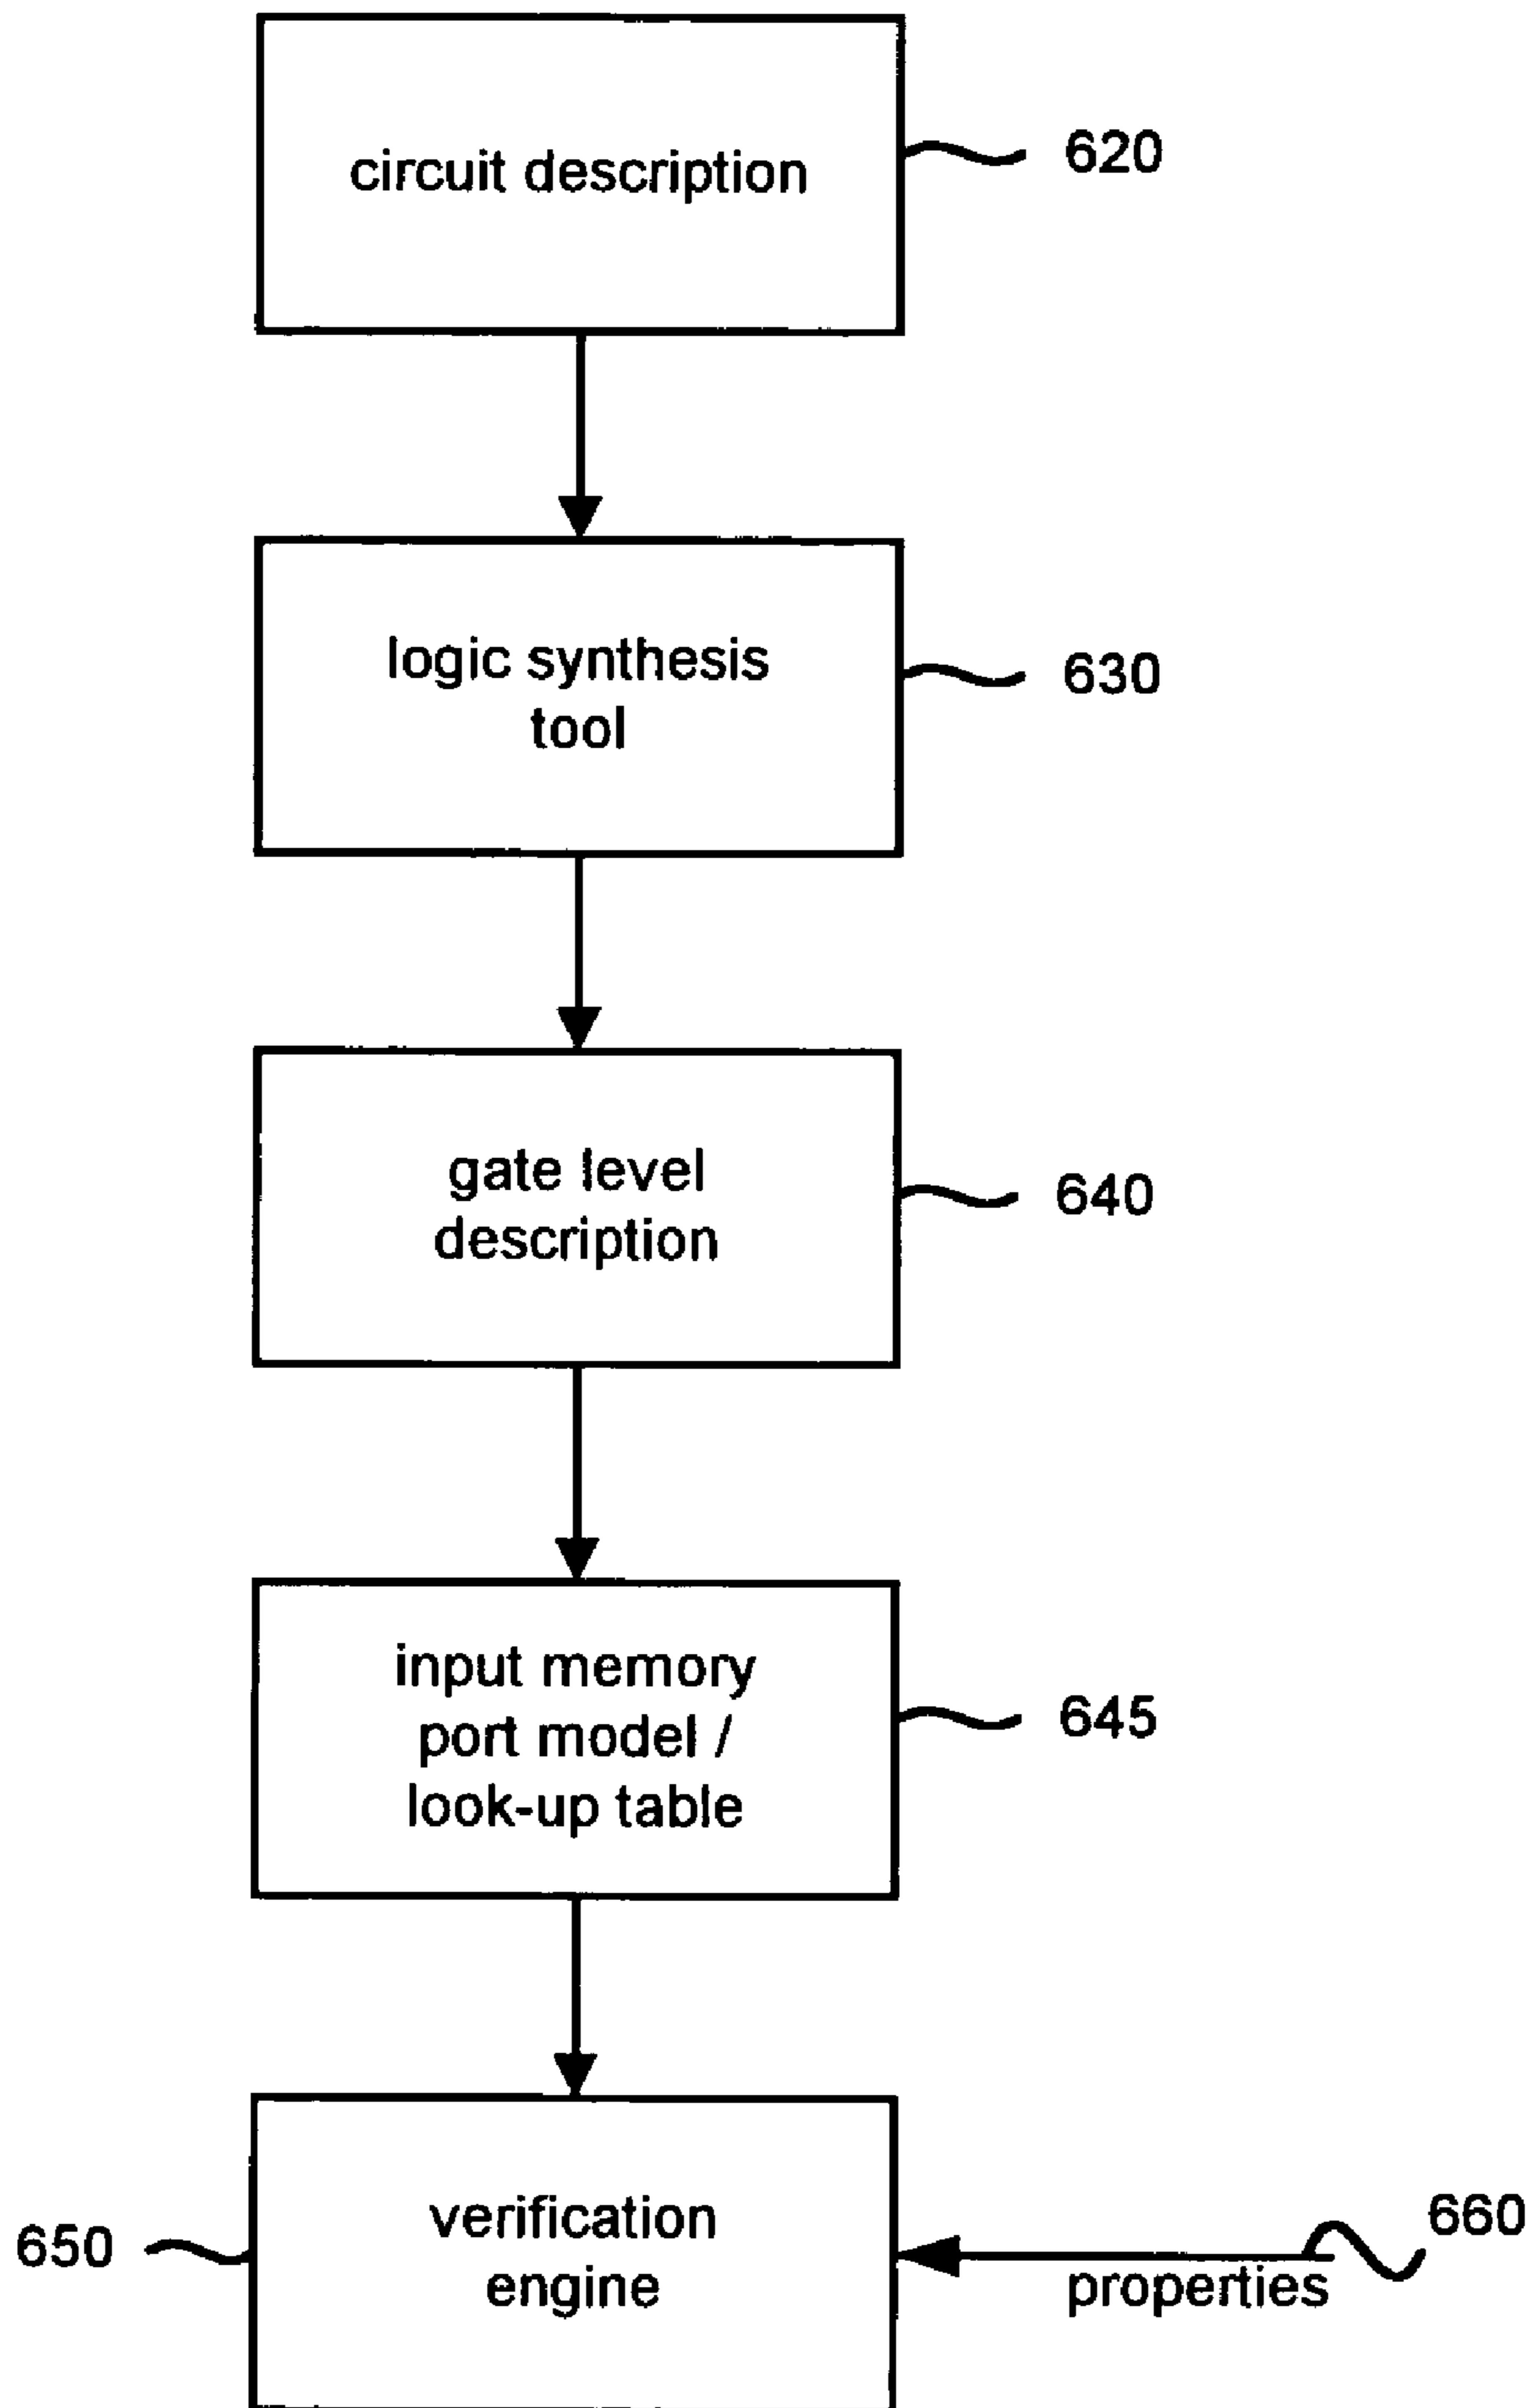 circuit description
620
logic synthesis
tool
630
gate level
description
640
input memory
port model /
look-up table
645
650
verification
engine
660
properties